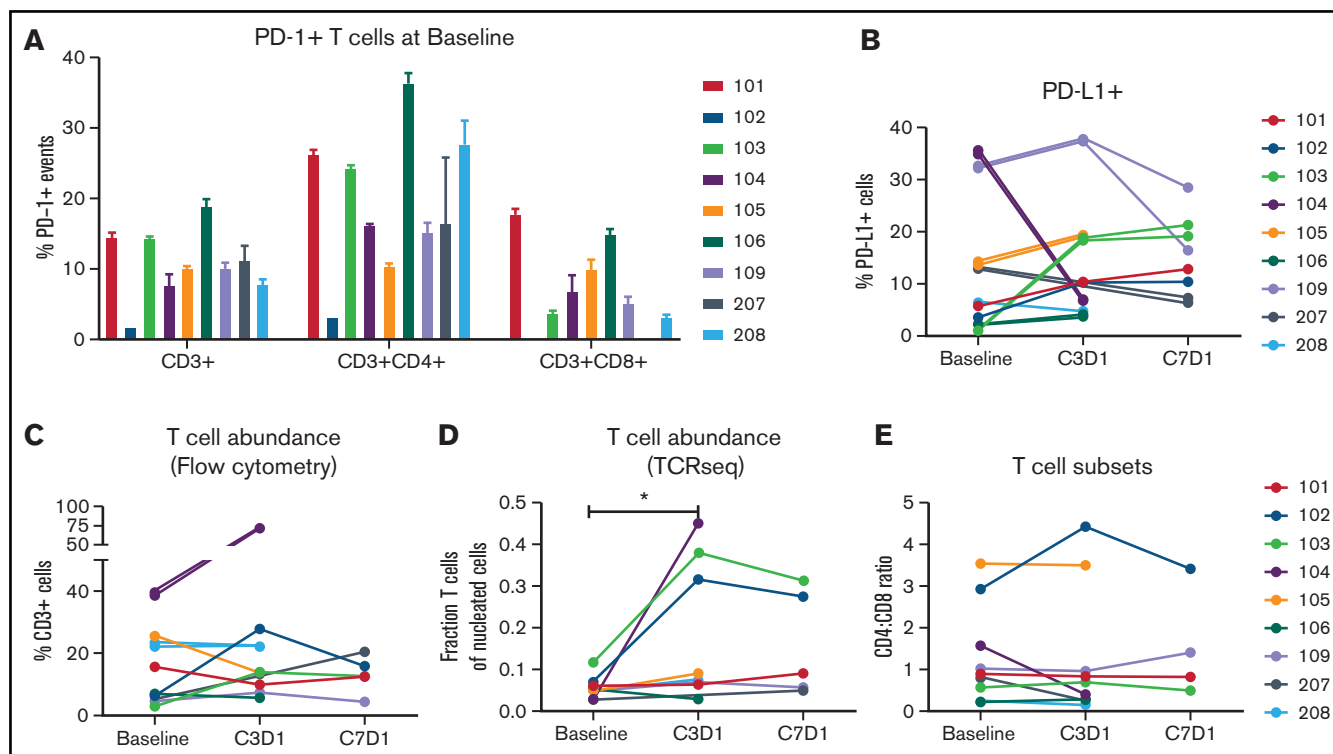 A
PD-1+ T cells at Baseline
% PD–1+ events
40
30
20
10
0
CD3+
CD3+CD4+
CD3+CD8+
101
102
103
104
105
106
109
207
208
B
PD-L1+
% PD-L1+ cells
40
30
20
10
0
Baseline
C3D1
C7D1
101
102
103
104
105
106
109
207
208
C
T cell abundance
(Flow cytometry)
% CD3+ cells
100
75
50
40
20
0
Baseline
C3D1
C7D1
D
T cell abundance
(TCRseq)
Fraction T cells
of nucleated cells
0.5
0.4
0.3
0.2
0.1
0.0
*
Baseline
C3D1
C7D1
E
T cell subsets
CD4:CD8 ratio
5
4
3
2
1
0
Baseline
C3D1
C7D1
101
102
103
104
105
106
109
207
208